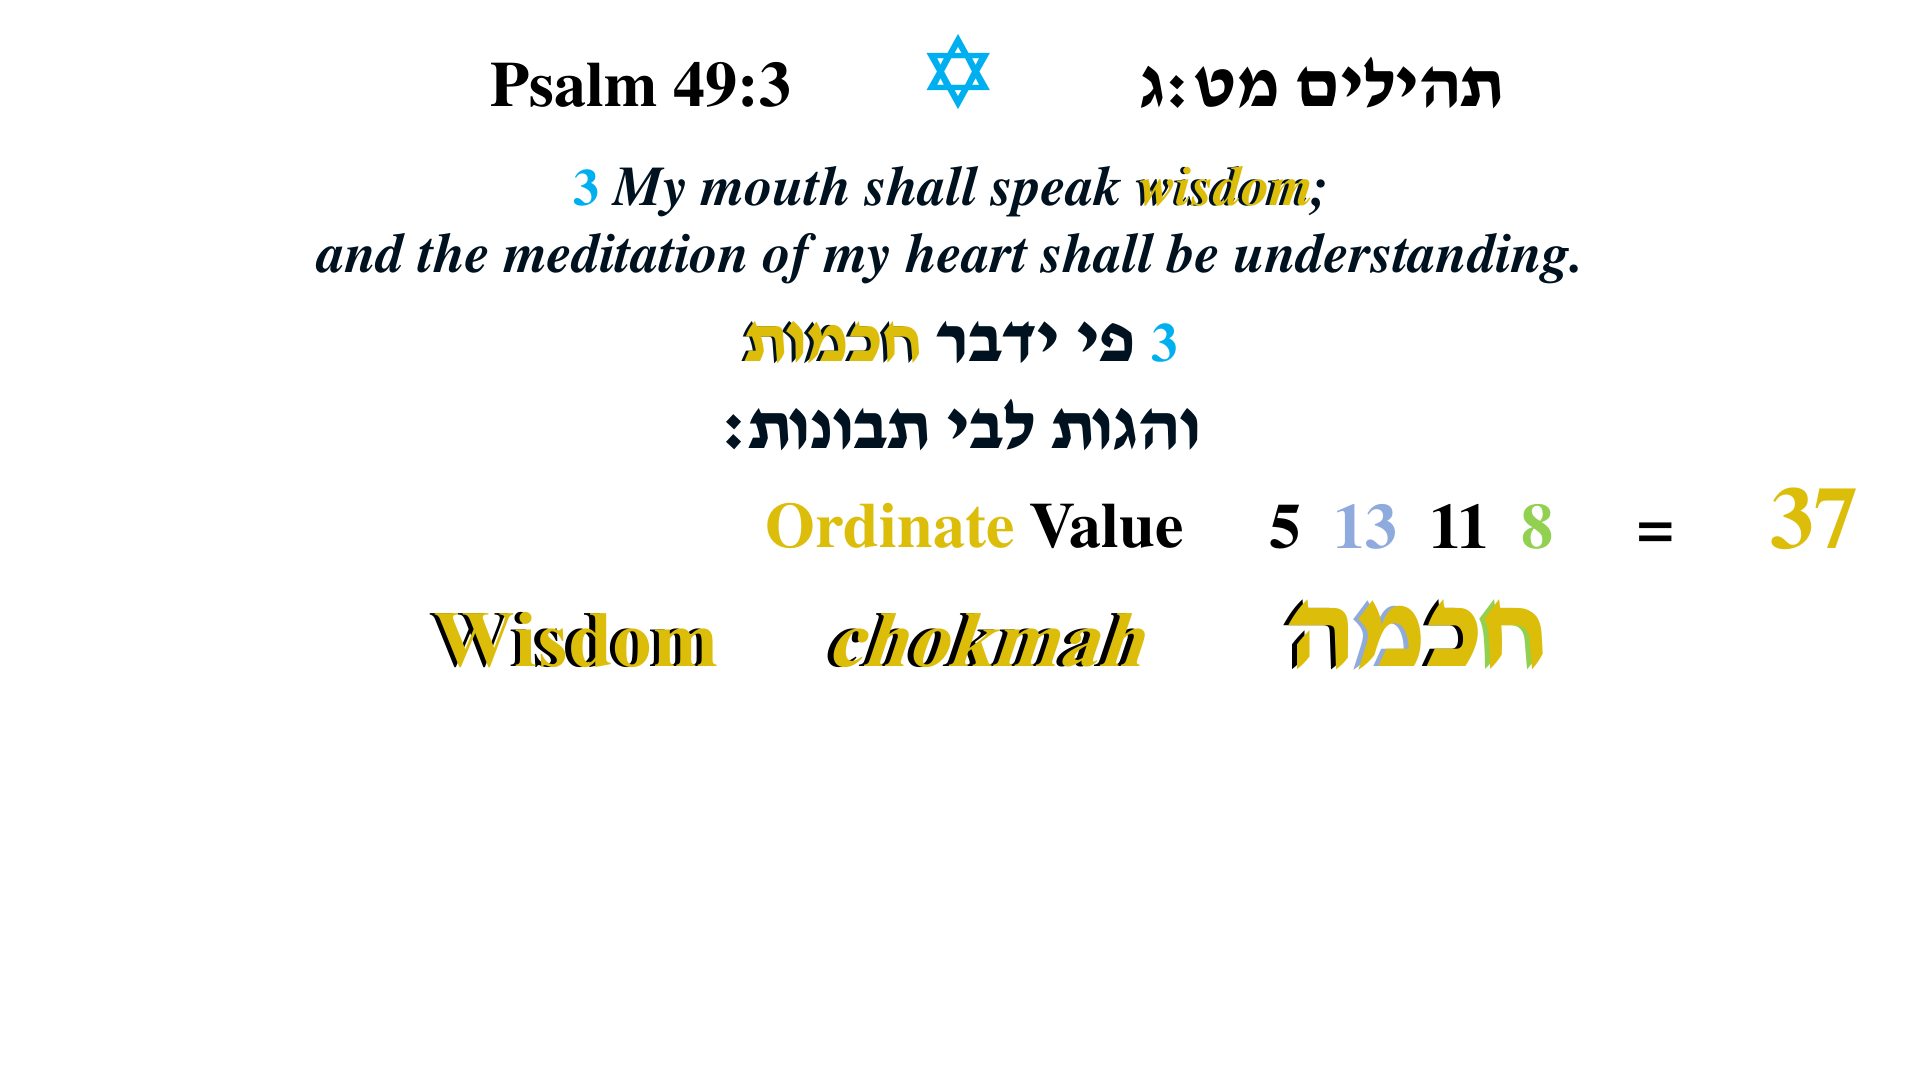 Psalm 49:3 ✡ תהילים מט:ג
3 My mouth shall speak wisdom;
and the meditation of my heart shall be understanding.
3 פי ידבר חכמות
והגות לבי תבונות:
Ordinate Value 5 13 11 8 = 37
Wisdom chokmah חכמה